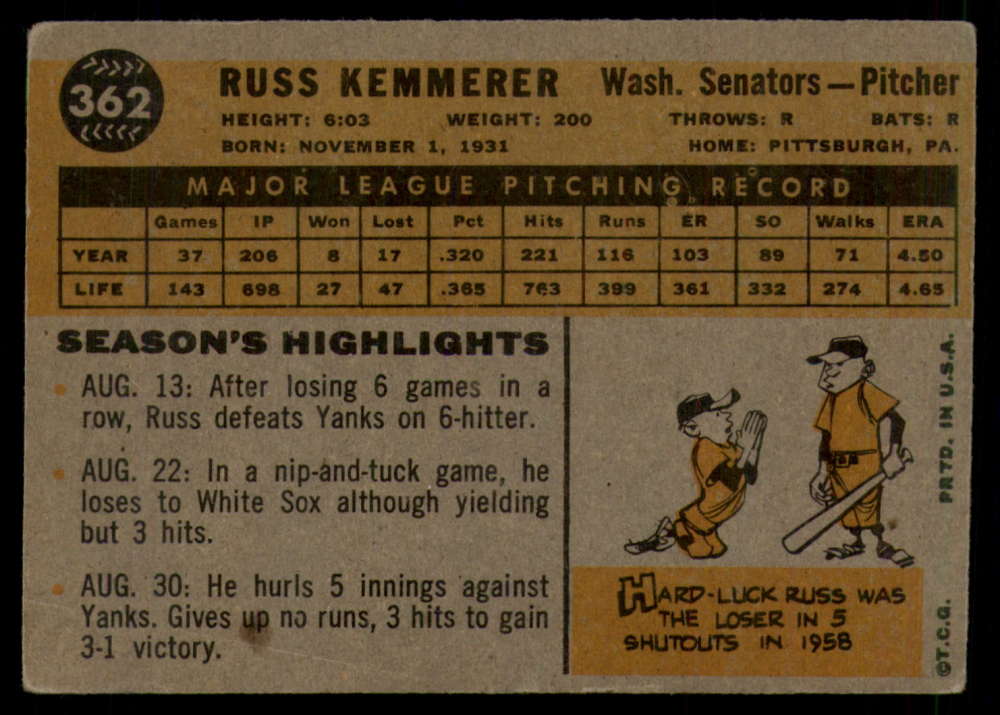 362
RUSS KEMMERER Wash. Senators—Pitcher
HEIGHT: 6:03 WEIGHT: 200 THROWS: R BATS: R
BORN: NOVEMBER 1, 1931 HOME: PITTSBURGH, PA.
MAJOR LEAGUE PITCHING RECORD
Games IP Won Lost Pct Hits Runs ER SO Walks ERA
YEAR 37 206 8 17 .320 221 116 103 89 71 4.50
LIFE 143 698 27 47 .365 763 399 361 332 274 4.65
SEASON'S HIGHLIGHTS
AUG. 13: After losing 6 games in a
row, Russ defeats Yanks on 6-hitter.
AUG. 22: In a nip-and-tuck game, he
loses to White Sox although yielding
but 3 hits.
AUG. 30: He hurls 5 innings against
Yanks. Gives up no runs, 3 hits to gain
3-1 victory.
HARD-LUCK RUSS WAS
THE LOSER IN 5
SHUTOUTS IN 1958
©T.C.G. PRTD. IN U.S.A.